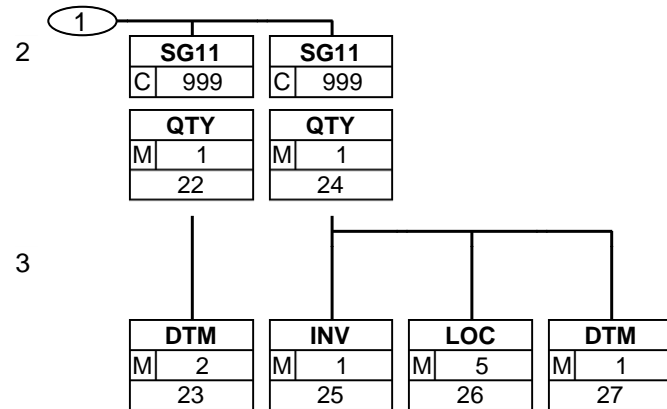 1
2
SG11 SG11
C 999 C 999
QTY QTY
M 1 M 1
22 24
3
DTM INV LOC DTM
M 2 M 1 M 5 M 1
23 25 26 27